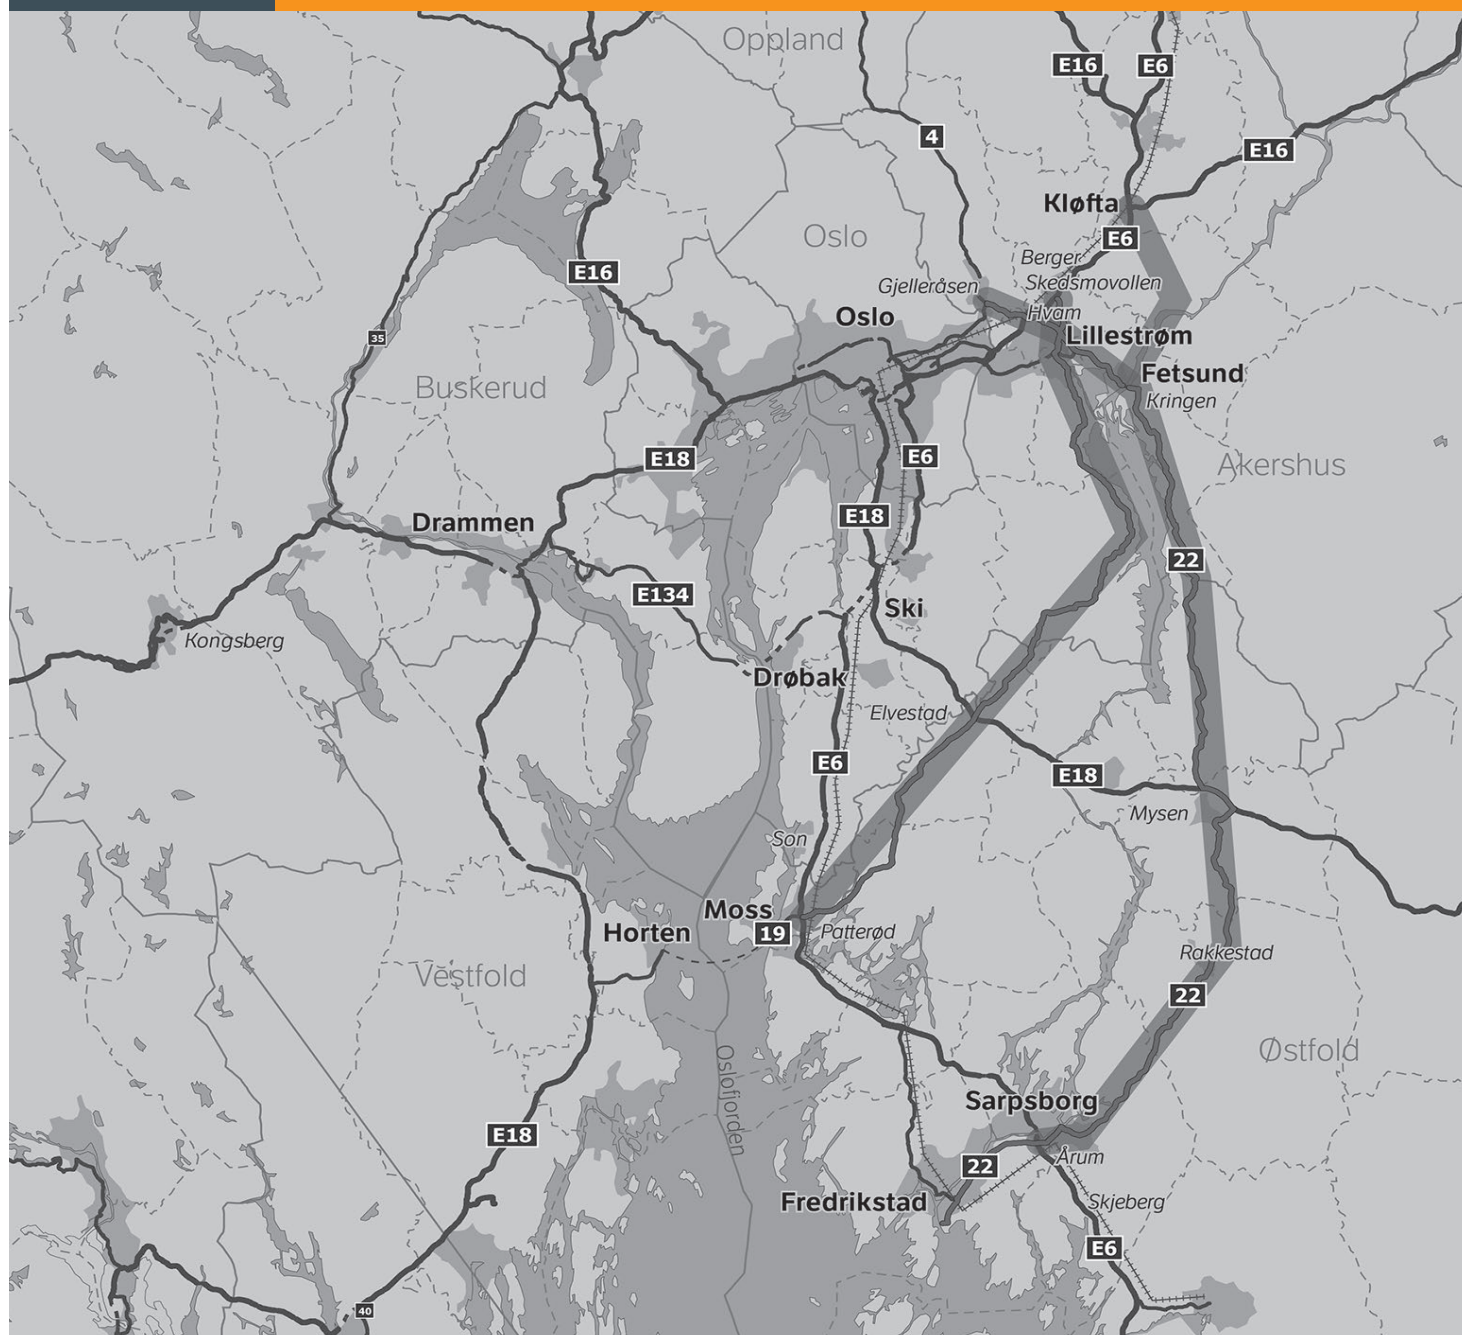 Oppland
E16
E6
4
E16
Kløfta
Oslo
E6
Berger
E16
Gjelleråsen
Skedsmovollen
Oslo
Hvam
35
Lillestrøm
Fetsund
Buskerud
Kringen
E18
E6
Akershus
Drammen
E18
22
E134
Ski
Kongsberg
Drøbak
Elvestad
E6
E18
Mysen
Son
Moss
19
Patterød
Horten
Rakkestad
Vestfold
22
Østfold
Oslofjorden
Sarpsborg
E18
Årum
22
Fredrikstad
Skjeberg
E6
40